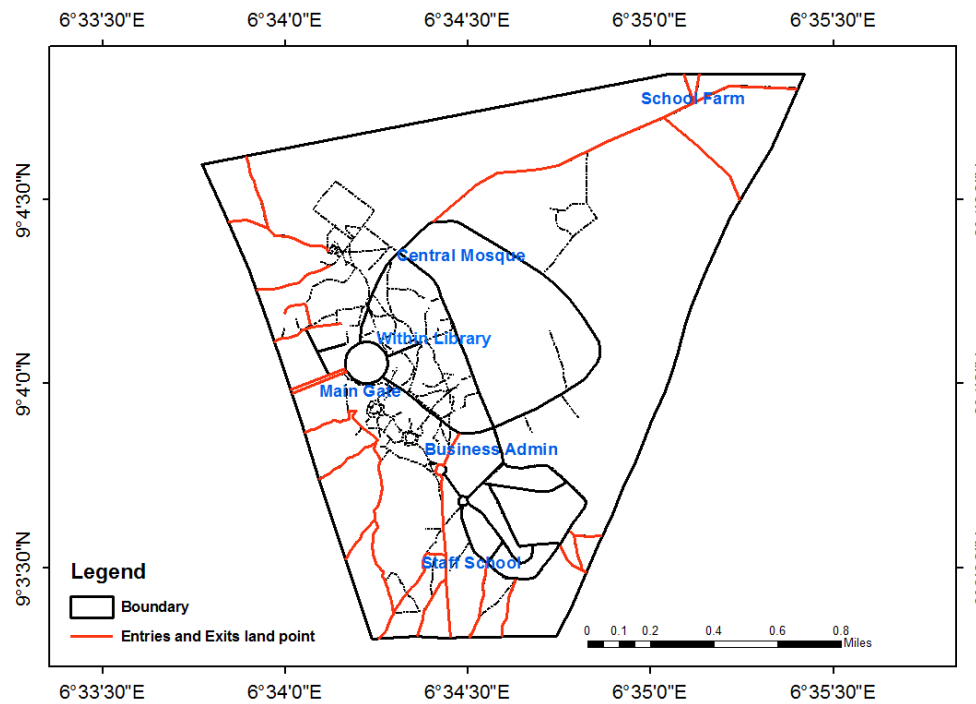 6°33'30"E 6°34'0"E 6°34'30"E 6°35'0"E 6°35'30"E
School Farm
9°4'30"N
Central Mosque
Within Library
9°4'0"N
Main Gate
Business Admin
9°3'30"N
Staff School
Legend
Boundary
Entries and Exits land point
0 0.1 0.2 0.4 0.6 0.8
Miles
6°33'30"E 6°34'0"E 6°34'30"E 6°35'0"E 6°35'30"E